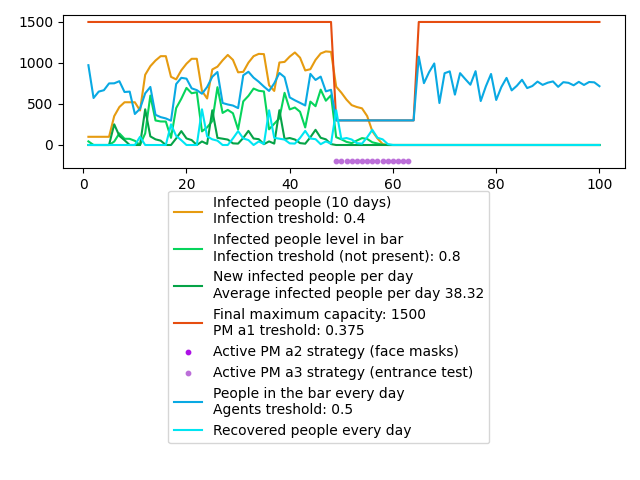 1500
1000
500
0
0 20 40 60 80 100
Infected people (10 days)
Infection treshold: 0.4
Infected people level in bar
Infection treshold (not present): 0.8
New infected people per day
Average infected people per day 38.32
Final maximum capacity: 1500
PM a1 treshold: 0.375
Active PM a2 strategy (face masks)
Active PM a3 strategy (entrance test)
People in the bar every day
Agents treshold: 0.5
Recovered people every day